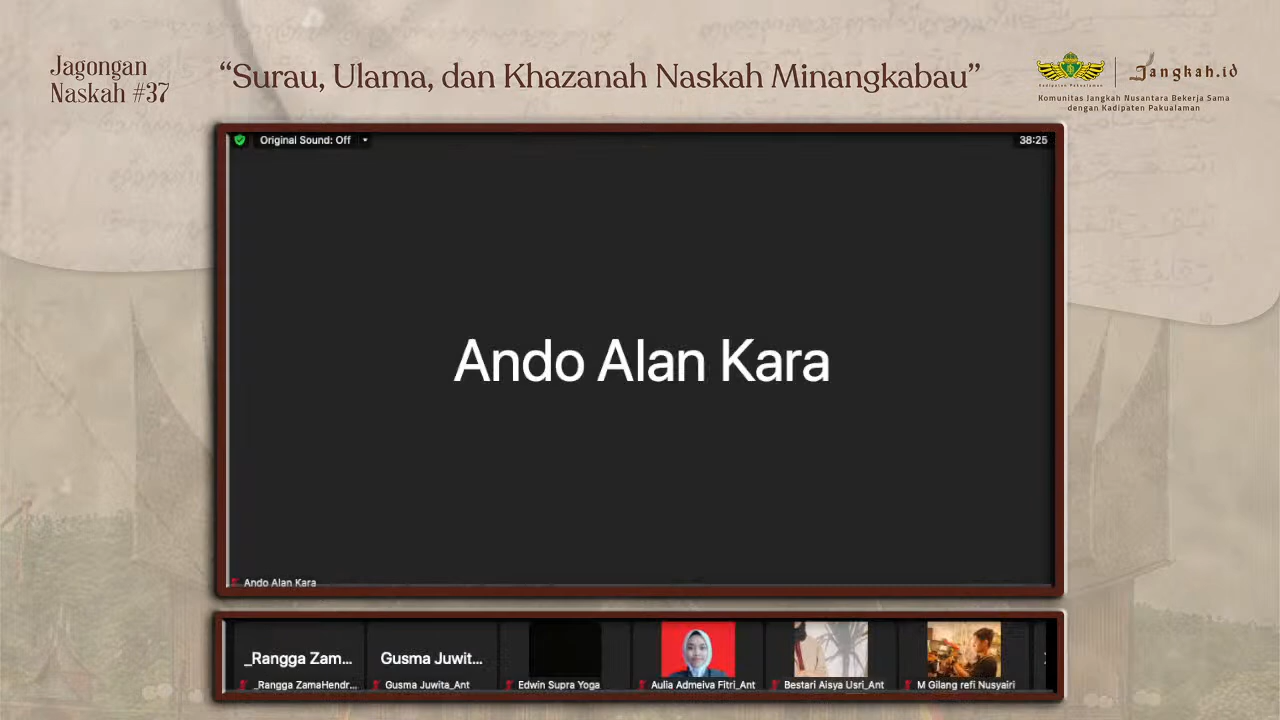 Jagongan
Naskah #37
“Surau, Ulama, dan Khazanah Naskah Minangkabau”
Kadipaten Pakualaman
Jangkah.id
Komunitas Jangkah Nusantara Bekerja Sama
dengan Kadipaten Pakualaman
Original Sound: Off
38:25
Ando Alan Kara
Ando Alan Kara
_Rangga Zam...
Gusma Juwit...
_Rangga ZamaHendr...
Gusma Juwita_Ant
Edwin Supra Yoga
Aulia Admeiva Fitri_Ant
Bestari Aisya Usri_Ant
M Gilang refi Nusyairi